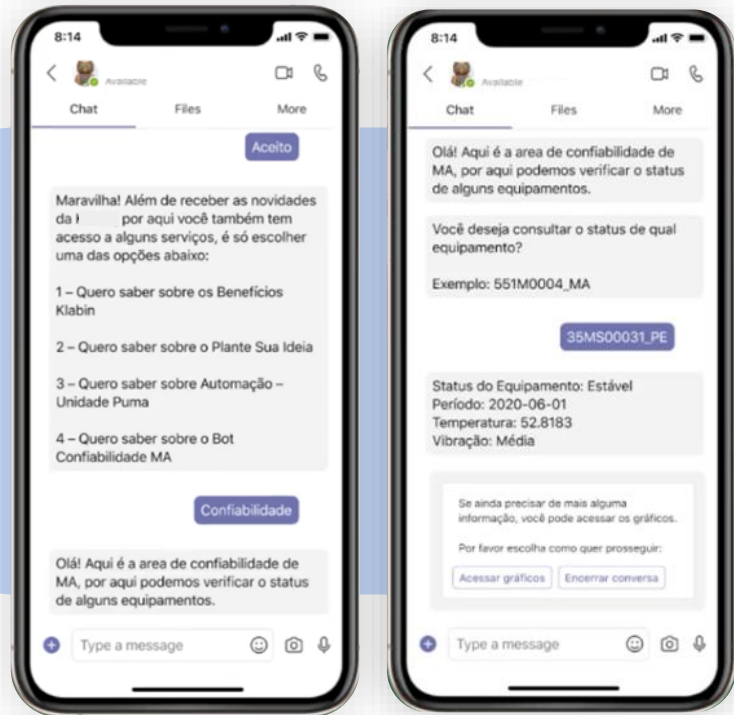 8:14
Available
Chat Files More
Aceito
Maravilha! Além de receber as novidades
da por aqui você também tem
acesso a alguns serviços, é só escolher
uma das opções abaixo:
1 – Quero saber sobre os Benefícios
Klabin
2 – Quero saber sobre o Plante Sua Ideia
3 – Quero saber sobre Automação –
Unidade Puma
4 – Quero saber sobre o Bot
Confiabilidade MA
Confiabilidade
Olá! Aqui é a area de confiabilidade de
MA, por aqui podemos verificar o status
de alguns equipamentos.
Type a message
8:14
Available
Chat Files More
Olá! Aqui é a area de confiabilidade de
MA, por aqui podemos verificar o status
de alguns equipamentos.
Você deseja consultar o status de qual
equipamento?
Exemplo: 551M0004_MA
35MS00031_PE
Status do Equipamento: Estável
Período: 2020-06-01
Temperatura: 52.8183
Vibração: Média
Se ainda precisar de mais alguma
informação, você pode acessar os gráficos.
Por favor escolha como quer prosseguir:
Acessar gráficos Encerrar conversa
Type a message